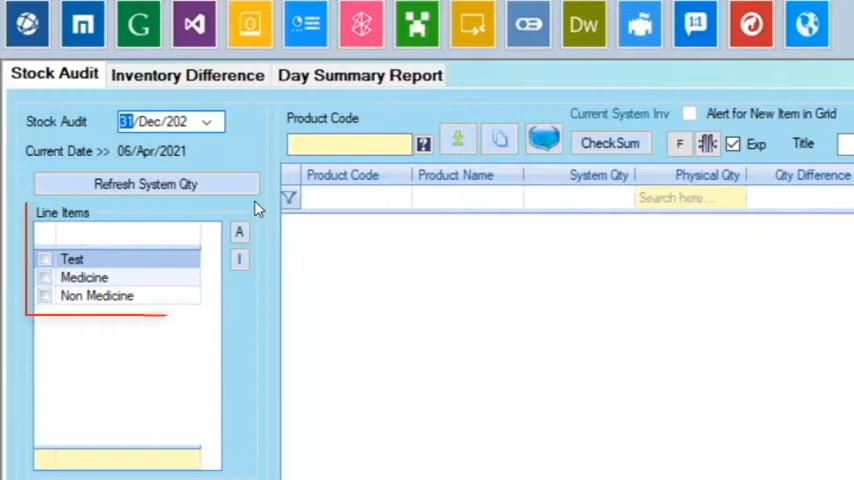 1:1
Dw
Stock Audit Inventory Difference Day Summary Report
Stock Audit 31/Dec/202
Product Code
Current System Inv Alert for New Item in Grid
Current Date >> 06/Apr/2021
CheckSum F Exp Title
Refresh System Qty
Product Code Product Name System Qty Physical Qty Qty Difference
Search here....
Line Items
A
Test
I
Medicine
Non Medicine